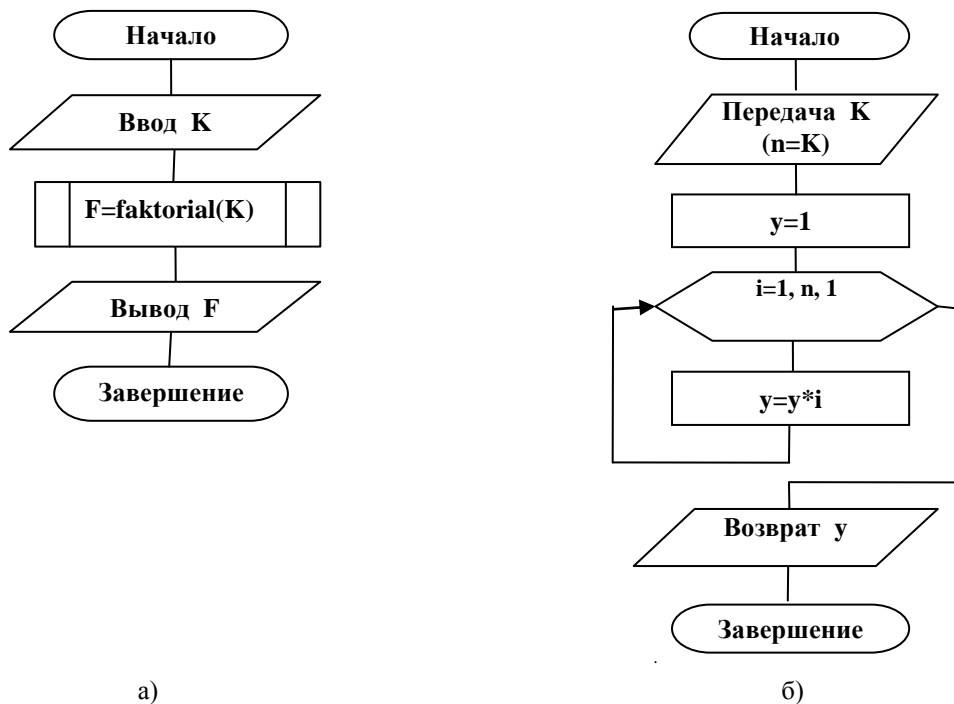 Начало
Ввод K
F=faktorial(K)
Вывод F
Завершение
а)
Начало
Передача K
(n=K)
y=1
i=1, n, 1
y=y*i
Возврат y
Завершение
б)